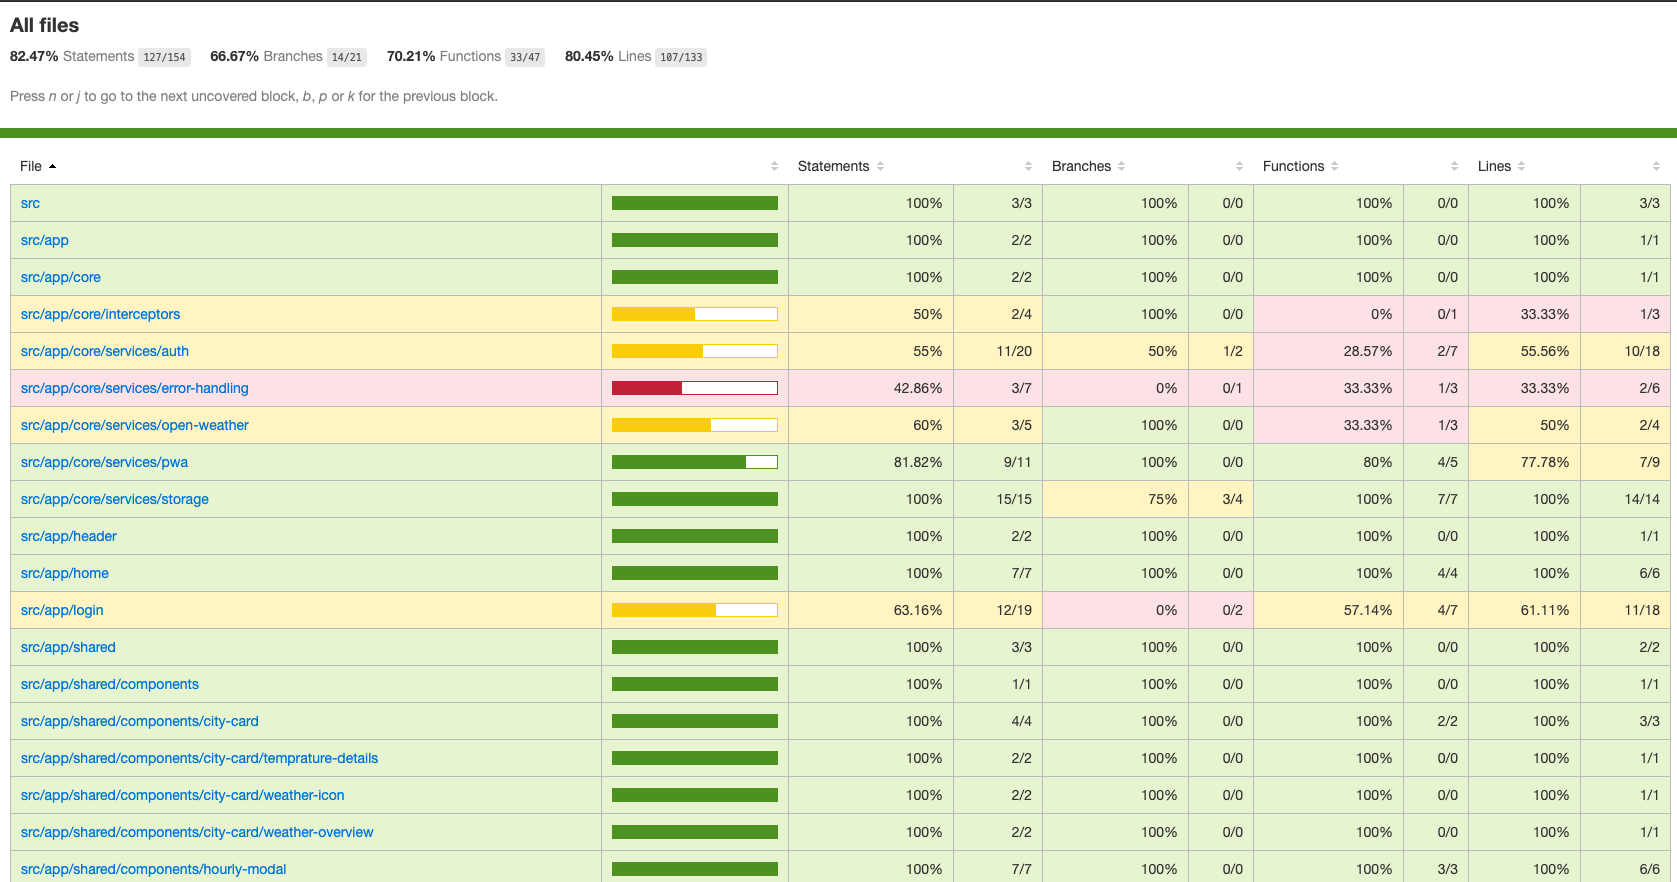 All files
82.47% Statements 127/154 66.67% Branches 14/21 70.21% Functions 33/47 80.45% Lines 107/133
Press n or j to go to the next uncovered block, b, p or k for the previous block.
File Statements Branches Functions Lines
src 100% 3/3 100% 0/0 100% 0/0 100% 3/3
src/app 100% 2/2 100% 0/0 100% 0/0 100% 1/1
src/app/core 100% 2/2 100% 0/0 100% 0/0 100% 1/1
src/app/core/interceptors 50% 2/4 100% 0/0 0% 0/1 33.33% 1/3
src/app/core/services/auth 55% 11/20 50% 1/2 28.57% 2/7 55.56% 10/18
src/app/core/services/error-handling 42.86% 3/7 0% 0/1 33.33% 1/3 33.33% 2/6
src/app/core/services/open-weather 60% 3/5 100% 0/0 33.33% 1/3 50% 2/4
src/app/core/services/pwa 81.82% 9/11 100% 0/0 80% 4/5 77.78% 7/9
src/app/core/services/storage 100% 15/15 75% 3/4 100% 7/7 100% 14/14
src/app/header 100% 2/2 100% 0/0 100% 0/0 100% 1/1
src/app/home 100% 7/7 100% 0/0 100% 4/4 100% 6/6
src/app/login 63.16% 12/19 0% 0/2 57.14% 4/7 61.11% 11/18
src/app/shared 100% 3/3 100% 0/0 100% 0/0 100% 2/2
src/app/shared/components 100% 1/1 100% 0/0 100% 0/0 100% 1/1
src/app/shared/components/city-card 100% 4/4 100% 0/0 100% 2/2 100% 3/3
src/app/shared/components/city-card/temprature-details 100% 2/2 100% 0/0 100% 0/0 100% 1/1
src/app/shared/components/city-card/weather-icon 100% 2/2 100% 0/0 100% 0/0 100% 1/1
src/app/shared/components/city-card/weather-overview 100% 2/2 100% 0/0 100% 0/0 100% 1/1
src/app/shared/components/hourly-modal 100% 7/7 100% 0/0 100% 3/3 100% 6/6